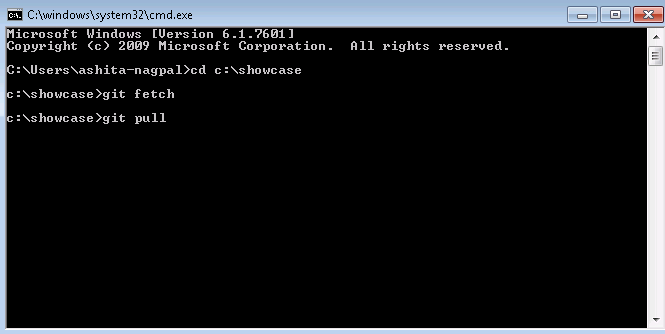 C:\windows\system32\cmd.exe
Microsoft Windows [Version 6.1.7601]
Copyright (c) 2009 Microsoft Corporation.  All rights reserved.
C:\Users\ashita-nagpal>cd c:\showcase
c:\showcase>git fetch
c:\showcase>git pull